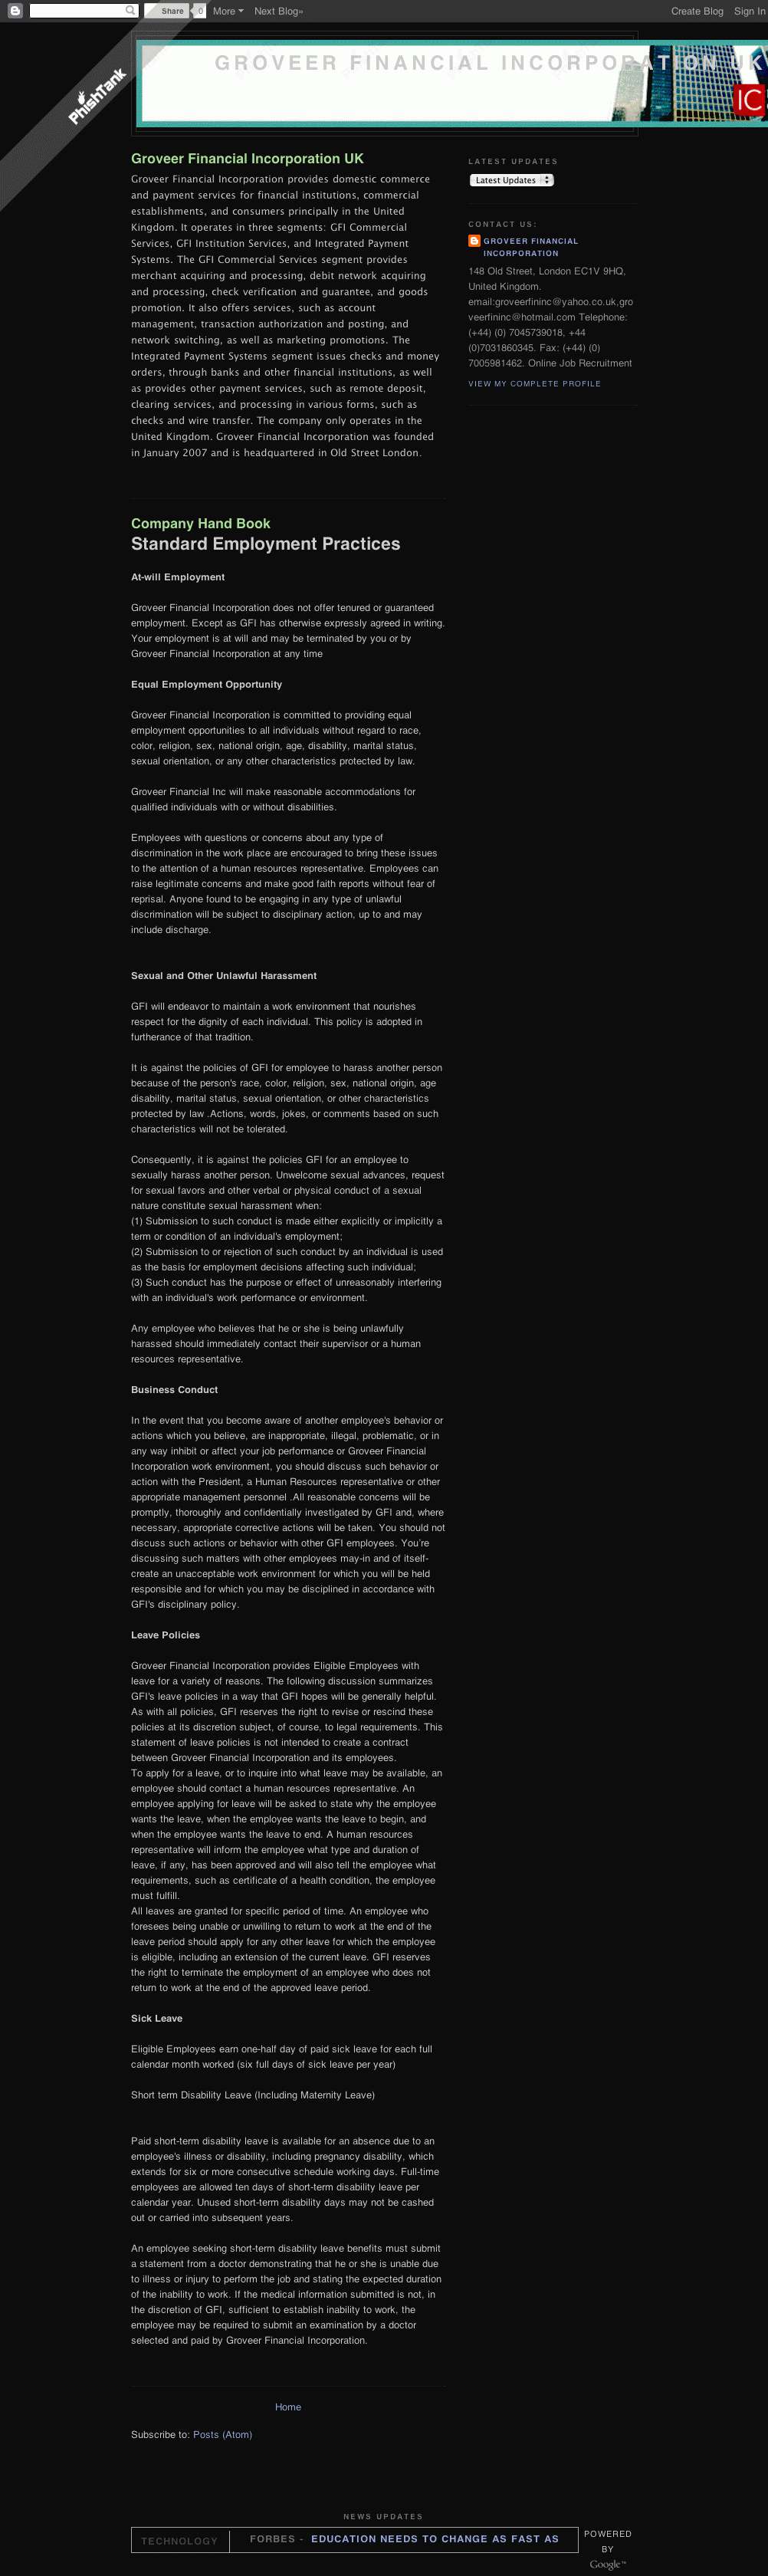 Share
0
More
Next Blog»
Create Blog
Sign In
PhishTank
GROVEER FINANCIAL INCORPORATION UK
IC
Groveer Financial Incorporation UK
Groveer Financial Incorporation provides domestic commerce
and payment services for financial institutions, commercial
establishments, and consumers principally in the United
Kingdom. It operates in three segments: GFI Commercial
Services, GFI Institution Services, and Integrated Payment
Systems. The GFI Commercial Services segment provides
merchant acquiring and processing, debit network acquiring
and processing, check verification and guarantee, and goods
promotion. It also offers services, such as account
management, transaction authorization and posting, and
network switching, as well as marketing promotions. The
Integrated Payment Systems segment issues checks and money
orders, through banks and other financial institutions, as well
as provides other payment services, such as remote deposit,
clearing services, and processing in various forms, such as
checks and wire transfer. The company only operates in the
United Kingdom. Groveer Financial Incorporation was founded
in January 2007 and is headquartered in Old Street London.
LATEST UPDATES
Latest Updates
CONTACT US:
GROVEER FINANCIAL
INCORPORATION
148 Old Street, London EC1V 9HQ,
United Kingdom.
email:groveerfininc@yahoo.co.uk,gro
veerfininc@hotmail.com Telephone:
(+44) (0) 7045739018, +44
(0)7031860345. Fax: (+44) (0)
7005981462. Online Job Recruitment
VIEW MY COMPLETE PROFILE
Company Hand Book
Standard Employment Practices
At-will Employment
Groveer Financial Incorporation does not offer tenured or guaranteed
employment. Except as GFI has otherwise expressly agreed in writing.
Your employment is at will and may be terminated by you or by
Groveer Financial Incorporation at any time
Equal Employment Opportunity
Groveer Financial Incorporation is committed to providing equal
employment opportunities to all individuals without regard to race,
color, religion, sex, national origin, age, disability, marital status,
sexual orientation, or any other characteristics protected by law.
Groveer Financial Inc will make reasonable accommodations for
qualified individuals with or without disabilities.
Employees with questions or concerns about any type of
discrimination in the work place are encouraged to bring these issues
to the attention of a human resources representative. Employees can
raise legitimate concerns and make good faith reports without fear of
reprisal. Anyone found to be engaging in any type of unlawful
discrimination will be subject to disciplinary action, up to and may
include discharge.
Sexual and Other Unlawful Harassment
GFI will endeavor to maintain a work environment that nourishes
respect for the dignity of each individual. This policy is adopted in
furtherance of that tradition.
It is against the policies of GFI for employee to harass another person
because of the person's race, color, religion, sex, national origin, age
disability, marital status, sexual orientation, or other characteristics
protected by law .Actions, words, jokes, or comments based on such
characteristics will not be tolerated.
Consequently, it is against the policies GFI for an employee to
sexually harass another person. Unwelcome sexual advances, request
for sexual favors and other verbal or physical conduct of a sexual
nature constitute sexual harassment when:
(1) Submission to such conduct is made either explicitly or implicitly a
term or condition of an individual's employment;
(2) Submission to or rejection of such conduct by an individual is used
as the basis for employment decisions affecting such individual;
(3) Such conduct has the purpose or effect of unreasonably interfering
with an individual's work performance or environment.
Any employee who believes that he or she is being unlawfully
harassed should immediately contact their supervisor or a human
resources representative.
Business Conduct
In the event that you become aware of another employee's behavior or
actions which you believe, are inappropriate, illegal, problematic, or in
any way inhibit or affect your job performance or Groveer Financial
Incorporation work environment, you should discuss such behavior or
action with the President, a Human Resources representative or other
appropriate management personnel .All reasonable concerns will be
promptly, thoroughly and confidentially investigated by GFI and, where
necessary, appropriate corrective actions will be taken. You should not
discuss such actions or behavior with other GFI employees. You're
discussing such matters with other employees may-in and of itself-
create an unacceptable work environment for which you will be held
responsible and for which you may be disciplined in accordance with
GFI's disciplinary policy.
Leave Policies
Groveer Financial Incorporation provides Eligible Employees with
leave for a variety of reasons. The following discussion summarizes
GFI's leave policies in a way that GFI hopes will be generally helpful.
As with all policies, GFI reserves the right to revise or rescind these
policies at its discretion subject, of course, to legal requirements. This
statement of leave policies is not intended to create a contract
between Groveer Financial Incorporation and its employees.
To apply for a leave, or to inquire into what leave may be available, an
employee should contact a human resources representative. An
employee applying for leave will be asked to state why the employee
wants the leave, when the employee wants the leave to begin, and
when the employee wants the leave to end. A human resources
representative will inform the employee what type and duration of
leave, if any, has been approved and will also tell the employee what
requirements, such as certificate of a health condition, the employee
must fulfill.
All leaves are granted for specific period of time. An employee who
foresees being unable or unwilling to return to work at the end of the
leave period should apply for any other leave for which the employee
is eligible, including an extension of the current leave. GFI reserves
the right to terminate the employment of an employee who does not
return to work at the end of the approved leave period.
Sick Leave
Eligible Employees earn one-half day of paid sick leave for each full
calendar month worked (six full days of sick leave per year)
Short term Disability Leave (Including Maternity Leave)
Paid short-term disability leave is available for an absence due to an
employee's illness or disability, including pregnancy disability, which
extends for six or more consecutive schedule working days. Full-time
employees are allowed ten days of short-term disability leave per
calendar year. Unused short-term disability days may not be cashed
out or carried into subsequent years.
An employee seeking short-term disability leave benefits must submit
a statement from a doctor demonstrating that he or she is unable due
to illness or injury to perform the job and stating the expected duration
of the inability to work. If the medical information submitted is not, in
the discretion of GFI, sufficient to establish inability to work, the
employee may be required to submit an examination by a doctor
selected and paid by Groveer Financial Incorporation.
Home
Subscribe to: Posts (Atom)
NEWS UPDATES
TECHNOLOGY
FORBES - EDUCATION NEEDS TO CHANGE AS FAST AS
POWERED
BY
Google™